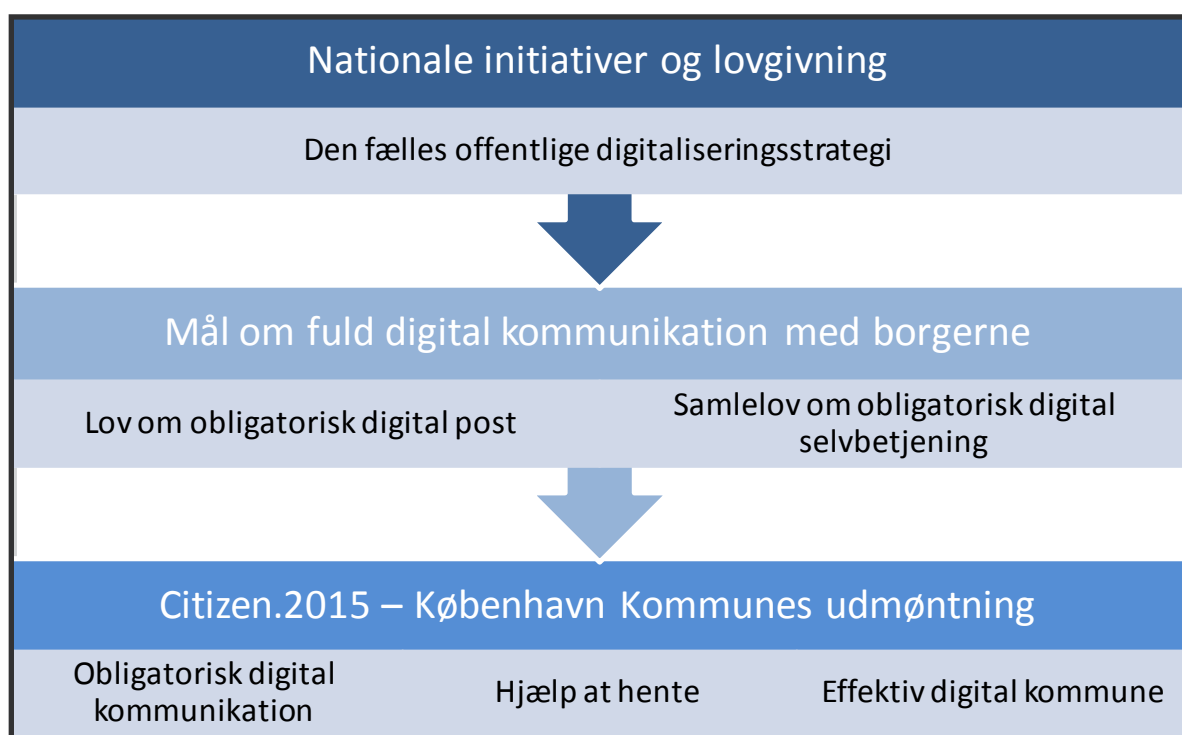 Nationale initiativer og lovgivning
Den fælles offentlige digitaliseringsstrategi
Mål om fuld digital kommunikation med borgerne
Lov om obligatorisk digital post
Samlelov om obligatorisk digital
selvbetjening
Citizen.2015 – København Kommunes udmøntning
Obligatorisk digital
kommunikation
Hjælp at hente
Effektiv digital kommune